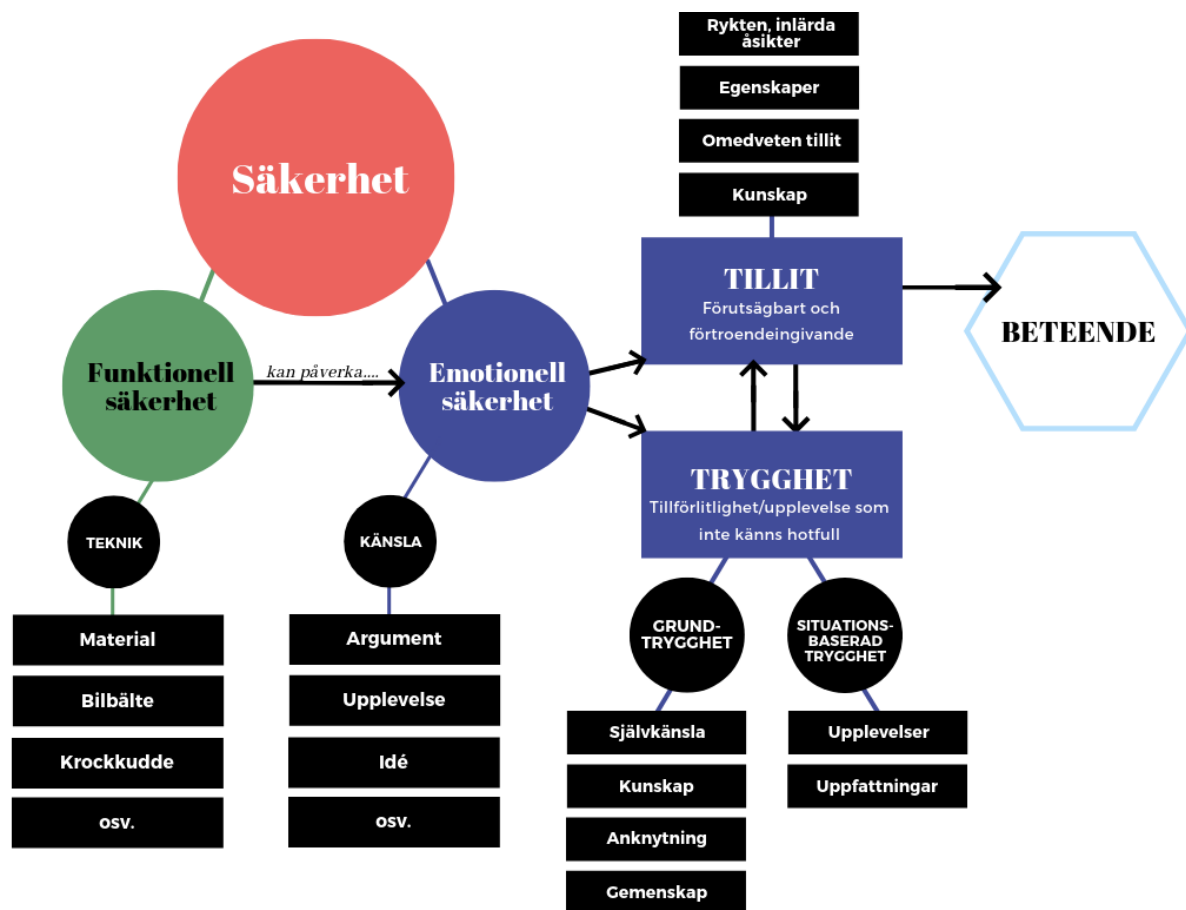 Säkerhet
Funktionell
säkerhet
kan påverka....
Emotionell
säkerhet
TEKNIK
Material
Bilbälte
Krockkudde
osv.
KÄNSLA
Argument
Upplevelse
Idé
osv.
Rykten, inlärda
åsikter
Egenskaper
Omedveten tillit
Kunskap
TILLIT
Förutsägbart och
förtroendeingivande
BETEENDE
TRYGGHET
Tillförlitlighet/upplevelse som
inte känns hotfull
GRUND-
TRYGGHET
Självkänsla
Kunskap
Anknytning
Gemenskap
SITUATIONS-
BASERAD
TRYGGHET
Upplevelser
Uppfattningar